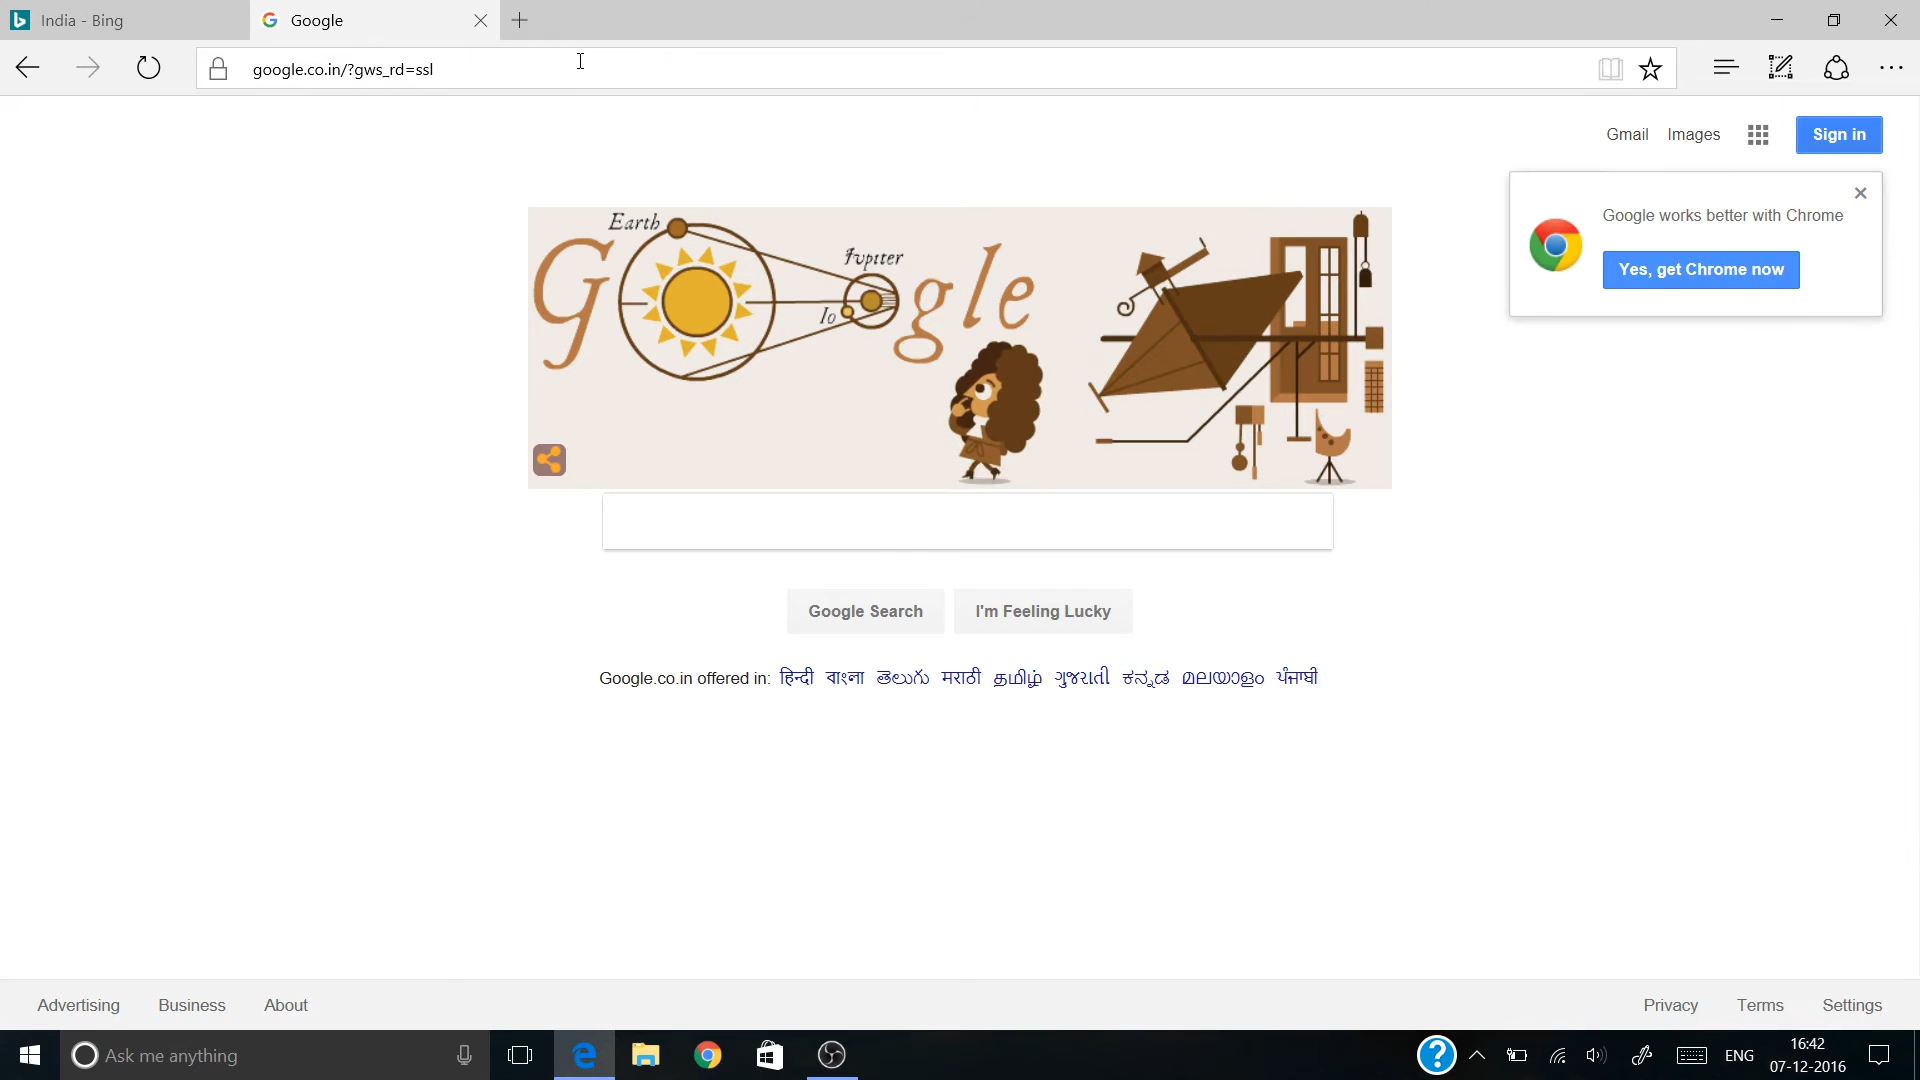 India - Bing
Google
google.co.in/?gws_rd=ssl
Gmail Images Sign in
Google works better with Chrome
Yes, get Chrome now
Earth
Jupiter
Io
G gle
Google Search I'm Feeling Lucky
Google.co.in offered in: हिन्दी বাংলা తెలుగు मराठी தமிழ் ગુજરાતી ಕನ್ನಡ മലയാളം ਪੰਜਾਬੀ
Advertising Business About Privacy Terms Settings
Ask me anything
ENG
16:42
07-12-2016